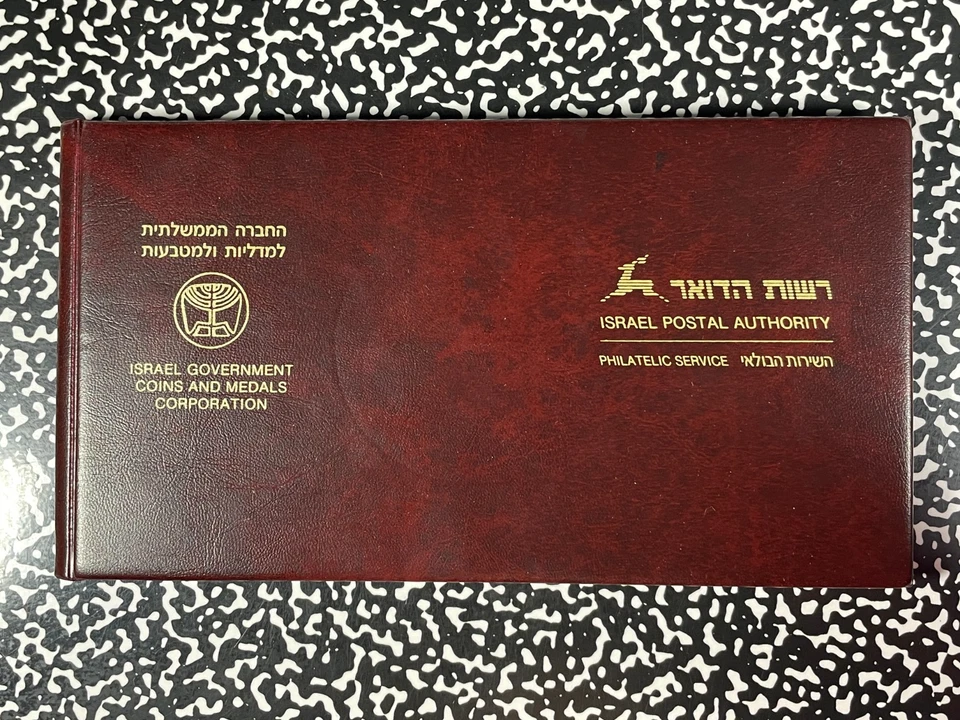 החברה הממשלתית
למדליות ולמטבעות
ISRAEL GOVERNMENT
COINS AND MEDALS
CORPORATION
רשות הדואר
ISRAEL POSTAL AUTHORITY
PHILATELIC SERVICE השירות הבולאי